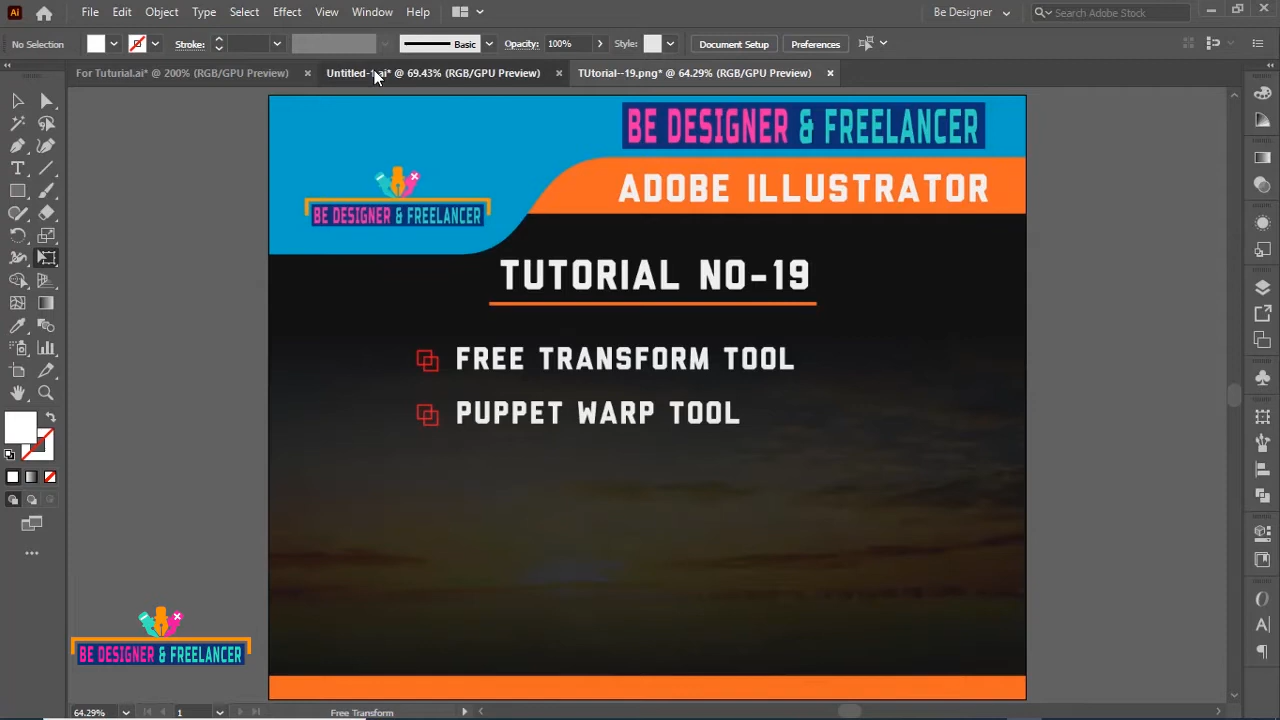 Ai File Edit Object Type Select Effect View Window Help Be Designer Search Adobe Stock
No Selection Stroke: Basic Opacity: 100% Style: Document Setup Preferences
For Tuturial.ai* @ 200% (RGB/GPU Preview) × Untitled-1.ai* @ 69.43% (RGB/GPU Preview) × TUtorial--19.png* @ 64.29% (RGB/GPU Preview) ×
BE DESIGNER & FREELANCER
ADOBE ILLUSTRATOR
BE DESIGNER & FREELANCER
TUTORIAL NO-19
FREE TRANSFORM TOOL
PUPPET WARP TOOL
BE DESIGNER & FREELANCER
64.29% 1 Free Transform